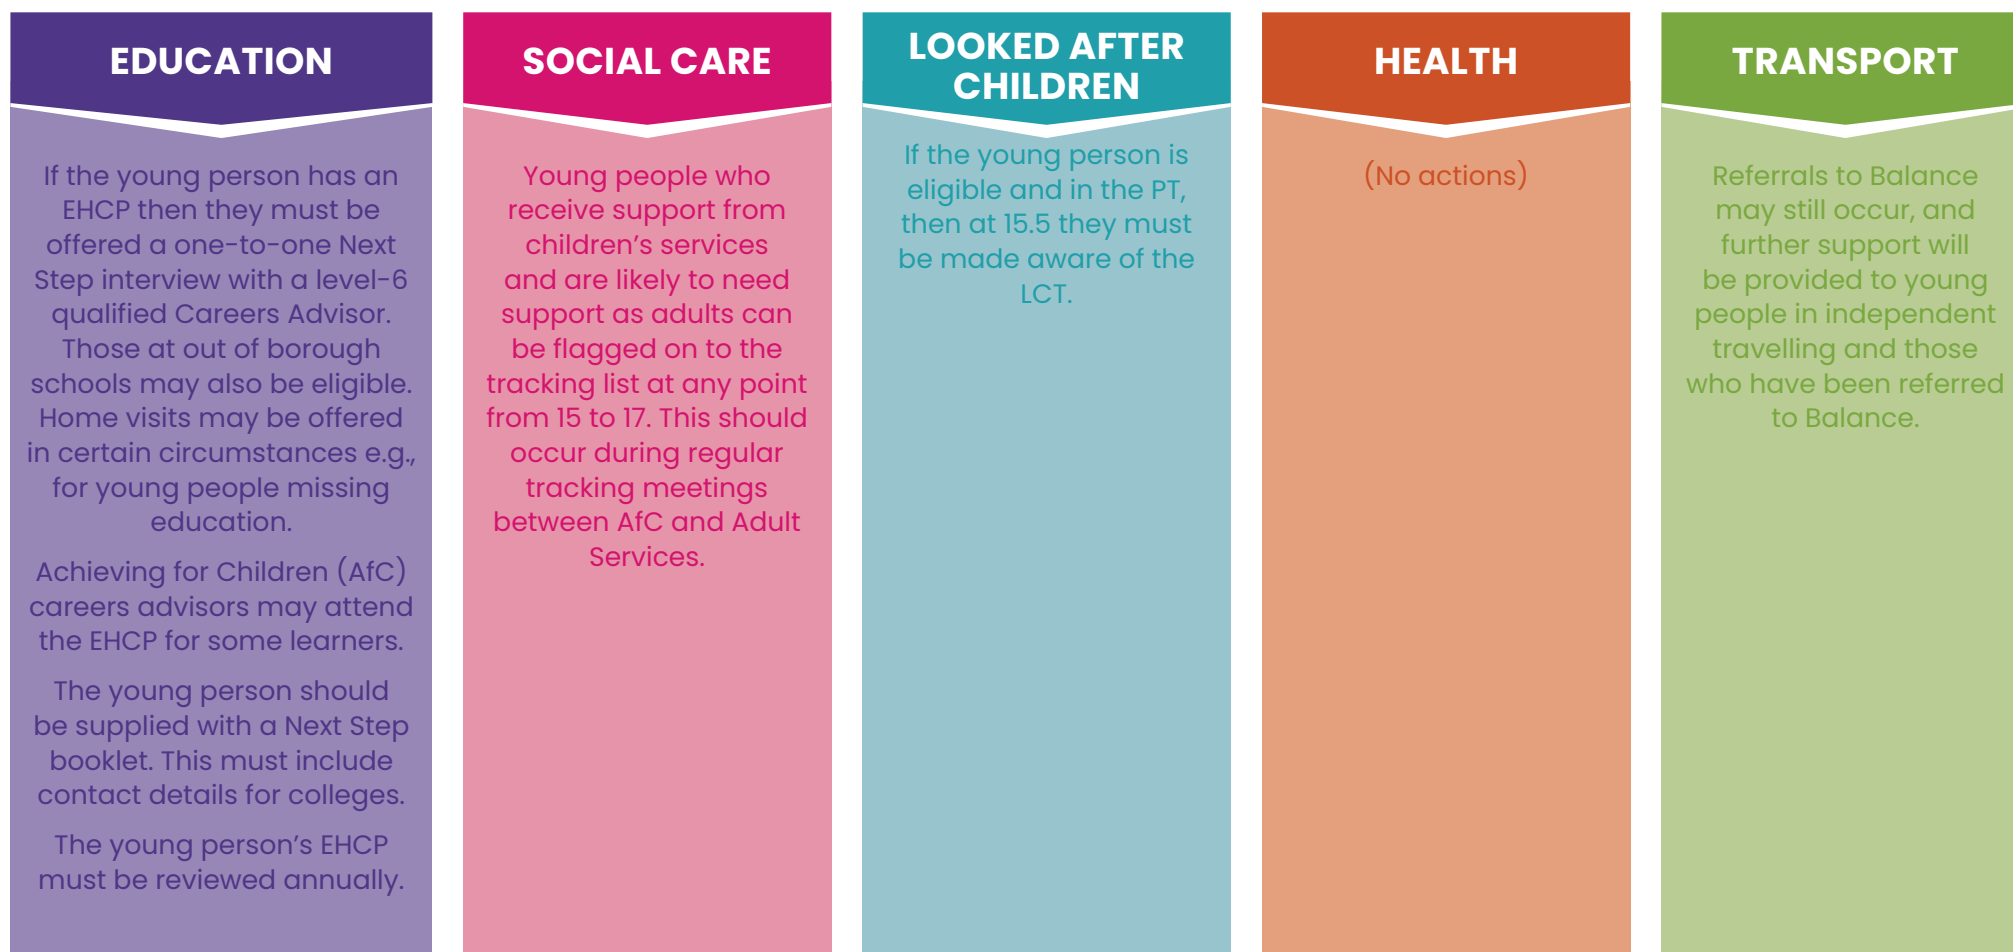 EDUCATION
If the young person has an
EHCP then they must be
offered a one-to-one Next
Step interview with a level-6
qualified Careers Advisor.
Those at out of borough
schools may also be eligible.
Home visits may be offered
in certain circumstances e.g.,
for young people missing
education.
Achieving for Children (AfC)
careers advisors may attend
the EHCP for some learners.
The young person should
be supplied with a Next Step
booklet. This must include
contact details for colleges.
The young person’s EHCP
must be reviewed annually.
SOCIAL CARE
Young people who
receive support from
children’s services
and are likely to need
support as adults can
be flagged on to the
tracking list at any point
from 15 to 17. This should
occur during regular
tracking meetings
between AfC and Adult
Services.
LOOKED AFTER
CHILDREN
If the young person is
eligible and in the PT,
then at 15.5 they must
be made aware of the
LCT.
HEALTH
(No actions)
TRANSPORT
Referrals to Balance
may still occur, and
further support will
be provided to young
people in independent
travelling and those
who have been referred
to Balance.